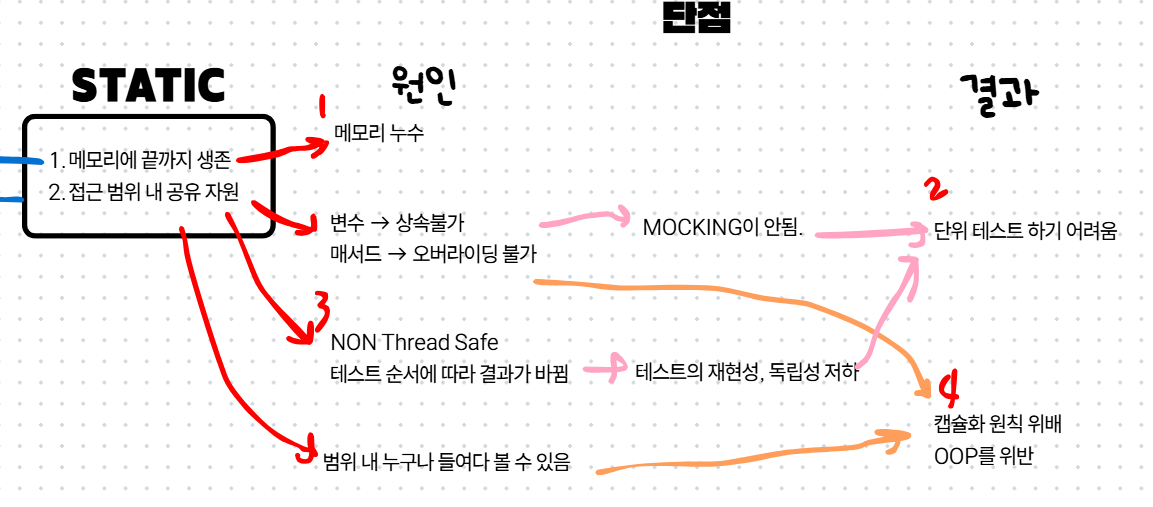 단점
STATIC
원인
결과
1. 메모리에 끝까지 생존
2. 접근 범위 내 공유 자원
1
메모리 누수
변수 → 상속불가
매서드 → 오버라이딩 불가
MOCKING이 안됨.
2
단위 테스트 하기 어려움
3
NON Thread Safe
테스트 순서에 따라 결과가 바뀜
테스트의 재현성, 독립성 저하
4
캡슐화 원칙 위배
OOP를 위반
범위 내 누구나 들여다 볼 수 있음